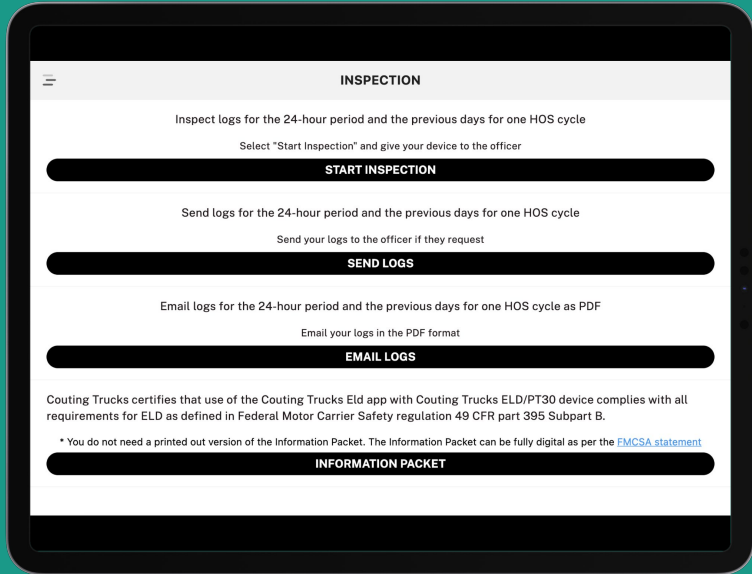 INSPECTION
Inspect logs for the 24-hour period and the previous days for one HOS cycle
Select "Start Inspection" and give your device to the officer
START INSPECTION
Send logs for the 24-hour period and the previous days for one HOS cycle
Send your logs to the officer if they request
SEND LOGS
Email logs for the 24-hour period and the previous days for one HOS cycle as PDF
Email your logs in the PDF format
EMAIL LOGS
Couting Trucks certifies that use of the Couting Trucks Eld app with Couting Trucks ELD/PT30 device complies with all
requirements for ELD as defined in Federal Motor Carrier Safety regulation 49 CFR part 395 Subpart B.
* You do not need a printed out version of the Information Packet. The Information Packet can be fully digital as per the FMCSA statement
INFORMATION PACKET